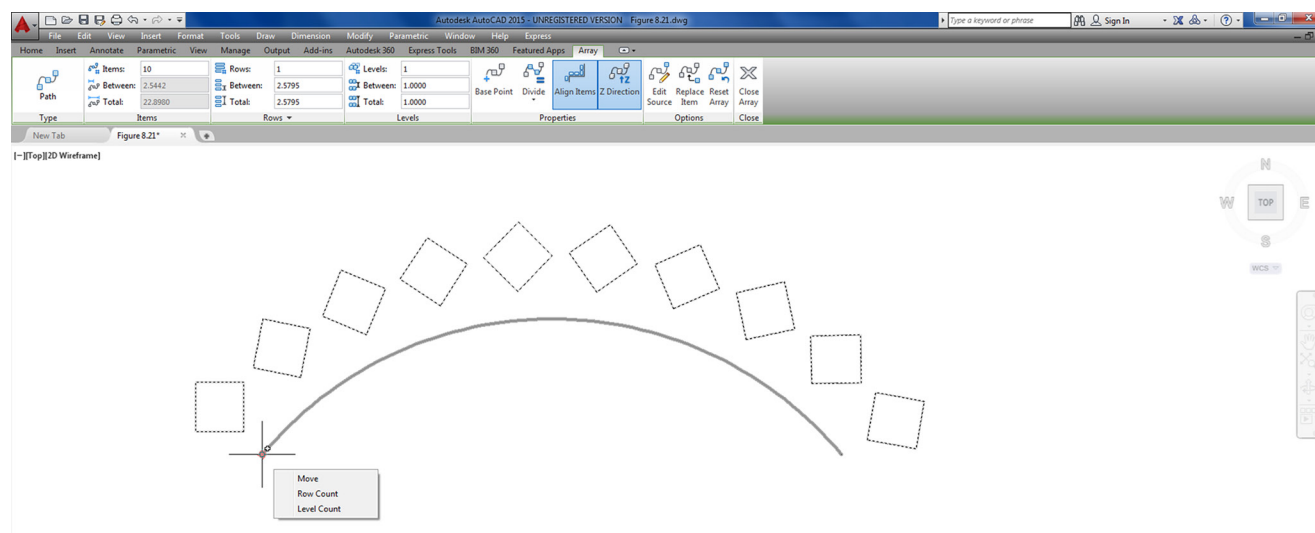 Autodesk AutoCAD 2015 - UNREGISTERED VERSION Figure 8.21.dwg
Type a keyword or phrase
Sign In
File Edit View Insert Format Tools Draw Dimension Modify Parametric Window Help Express
Home Insert Annotate Parametric View Manage Output Add-ins Autodesk 360 Express Tools BIM 360 Featured Apps Array
Items: 10 Rows: 1 Levels: 1
Between: 2.5442 Between: 2.5795 Between: 1.0000
Total: 22.8980 Total: 2.5795 Total: 1.0000
Path
Base Point Divide Align Items Z Direction Edit Source Replace Item Reset Array Close Array
Type Items Rows Levels Properties Options Close
New Tab Figure 8.21*
[−][Top][2D Wireframe]
N
W TOP E
S
WCS
Move
Row Count
Level Count